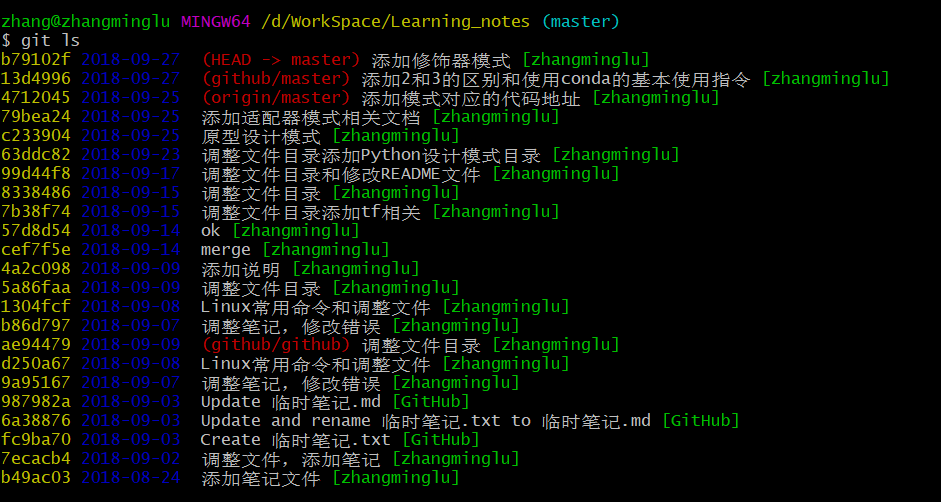 zhang@zhangminglu MINGW64 /d/WorkSpace/Learning_notes (master)
$ git ls
b79102f 2018-09-27 (HEAD -> master) 添加修饰器模式 [zhangminglu]
13d4996 2018-09-27 (github/master) 添加2和3的区别和使用conda的基本使用指令 [zhangminglu]
4712045 2018-09-25 (origin/master) 添加模式对应的代码地址 [zhangminglu]
79bea24 2018-09-25 添加适配器模式相关文档 [zhangminglu]
c233904 2018-09-25 原型设计模式 [zhangminglu]
63ddc82 2018-09-23 调整文件目录添加Python设计模式目录 [zhangminglu]
99d44f8 2018-09-17 调整文件目录和修改README文件 [zhangminglu]
8338486 2018-09-15 调整文件目录 [zhangminglu]
7b38f74 2018-09-15 调整文件目录添加tf相关 [zhangminglu]
57d8d54 2018-09-14 ok [zhangminglu]
cef7f5e 2018-09-14 merge [zhangminglu]
4a2c098 2018-09-09 添加说明 [zhangminglu]
5a86faa 2018-09-09 调整文件目录 [zhangminglu]
1304fcf 2018-09-08 Linux常用命令和调整文件 [zhangminglu]
b86d797 2018-09-07 调整笔记，修改错误 [zhangminglu]
ae94479 2018-09-09 (github/github) 调整文件目录 [zhangminglu]
d250a67 2018-09-08 Linux常用命令和调整文件 [zhangminglu]
9a95167 2018-09-07 调整笔记，修改错误 [zhangminglu]
987982a 2018-09-03 Update 临时笔记.md [GitHub]
6a38876 2018-09-03 Update and rename 临时笔记.txt to 临时笔记.md [GitHub]
fc9ba70 2018-09-03 Create 临时笔记.txt [GitHub]
7ecacb4 2018-09-02 调整文件，添加笔记 [zhangminglu]
b49ac03 2018-08-24 添加笔记文件 [zhangminglu]